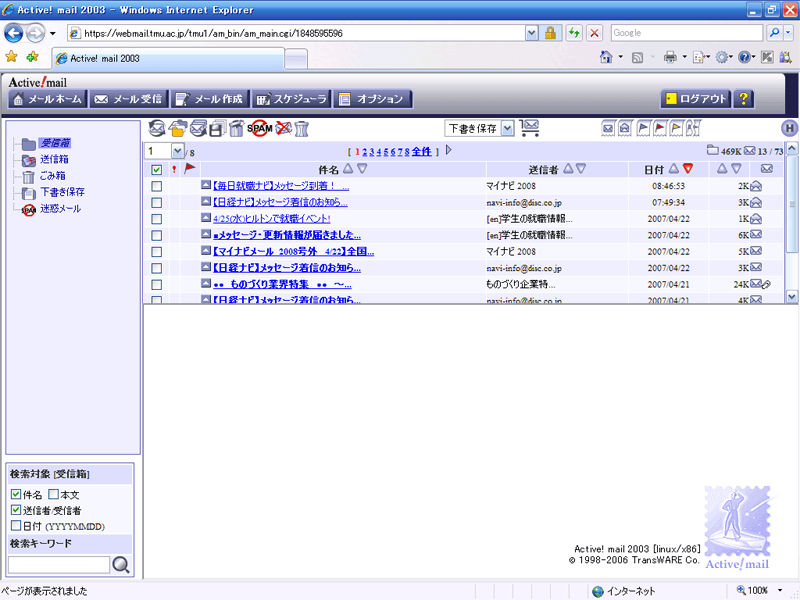 Active! mail 2003 - Windows Internet Explorer
https://webmail.tmu.ac.jp/tmu1/am_bin/am_main.cgi/1848595596
Google
Active! mail 2003
Active!mail
メールホーム メール受信 メール作成 スケジューラ オプション ログアウト ?
受信箱
送信箱
ごみ箱
下書き保存
迷惑メール
SPAM 下書き保存 H
1 / 8 [ 1 2 3 4 5 6 7 8 全件 ] 469K 13 / 73
! 件名 送信者 日付
【毎日就職ナビ】メッセージ到着！ ... マイナビ 2008 08:46:53 2K
【日経ナビ】メッセージ着信のお知ら... navi-info@disc.co.jp 07:49:34 3K
4/25(水)ヒルトンで就職イベント! [en]学生の就職情報... 2007/04/22 1K
■メッセージ・更新情報が届きました... [en]学生の就職情報... 2007/04/22 6K
【マイナビメール 2008号外 4/22】全国... マイナビ 2008 2007/04/22 5K
【日経ナビ】メッセージ着信のお知ら... navi-info@disc.co.jp 2007/04/22 3K
●● ものづくり業界特集 ●● ～... ものづくり企業特... 2007/04/21 24K
【日経ナビ】メッセージ着信のお知ら... navi-info@disc.co.jp 2007/04/21 4K
検索対象 [受信箱]
件名 本文
送信者/受信者
日付 (YYYYMMDD)
検索キーワード
Active! mail 2003 [linux/x86]
© 1998-2006 TransWARE Co.
Active!mail
ページが表示されました インターネット 100%